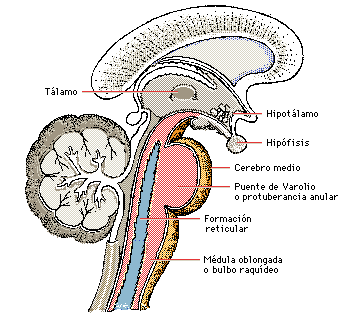 Tálamo
Hipotálamo
Hipófisis
Cerebro medio
Puente de Varolio
o protuberancia anular
Formación
reticular
Médula oblongada
o bulbo raquídeo